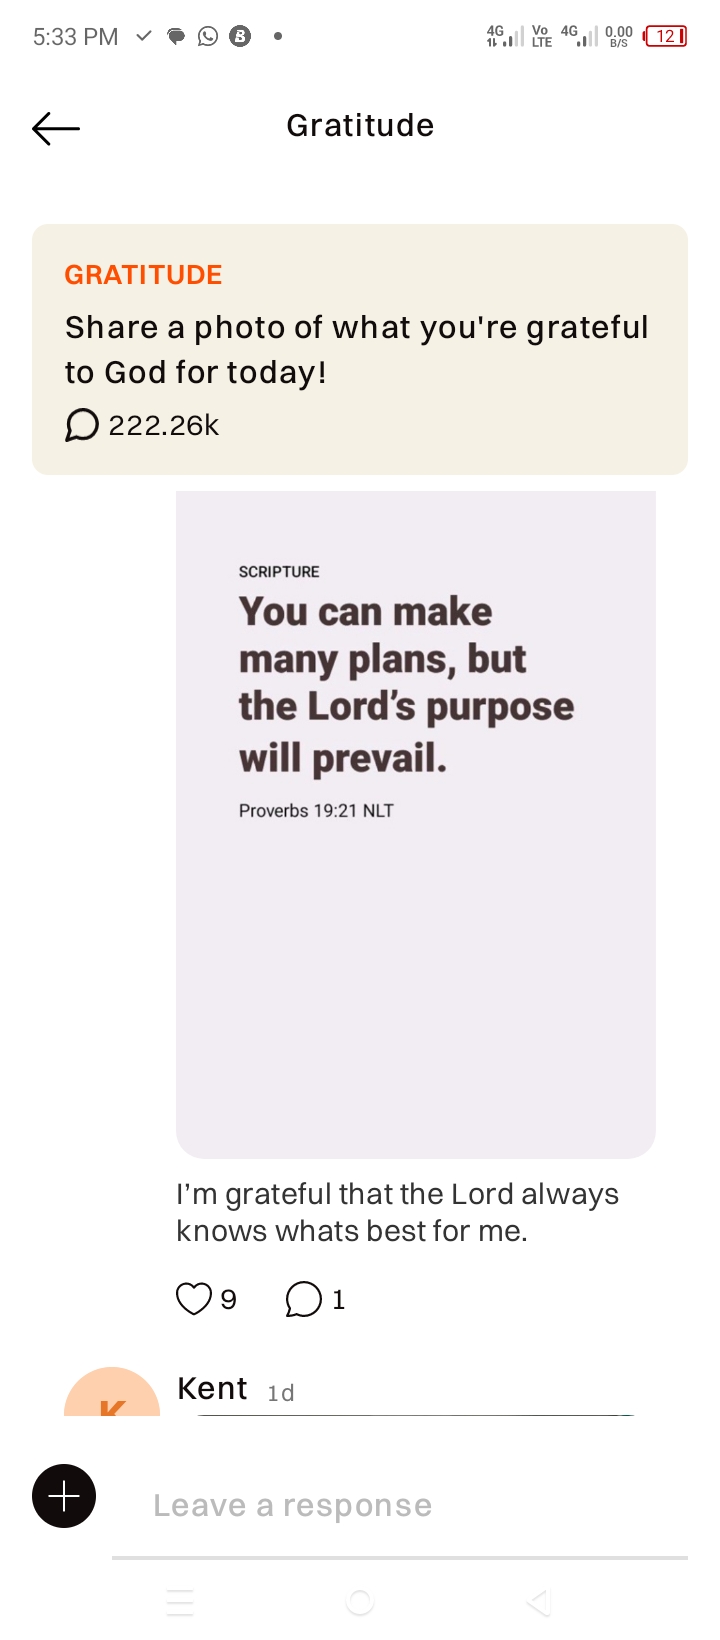 5:33 PM
4G Vo LTE 4G 0.00 B/S 12
Gratitude
GRATITUDE
Share a photo of what you're grateful
to God for today!
222.26k
SCRIPTURE
You can make
many plans, but
the Lord’s purpose
will prevail.
Proverbs 19:21 NLT
I’m grateful that the Lord always
knows whats best for me.
9 1
K
Kent 1d
Leave a response